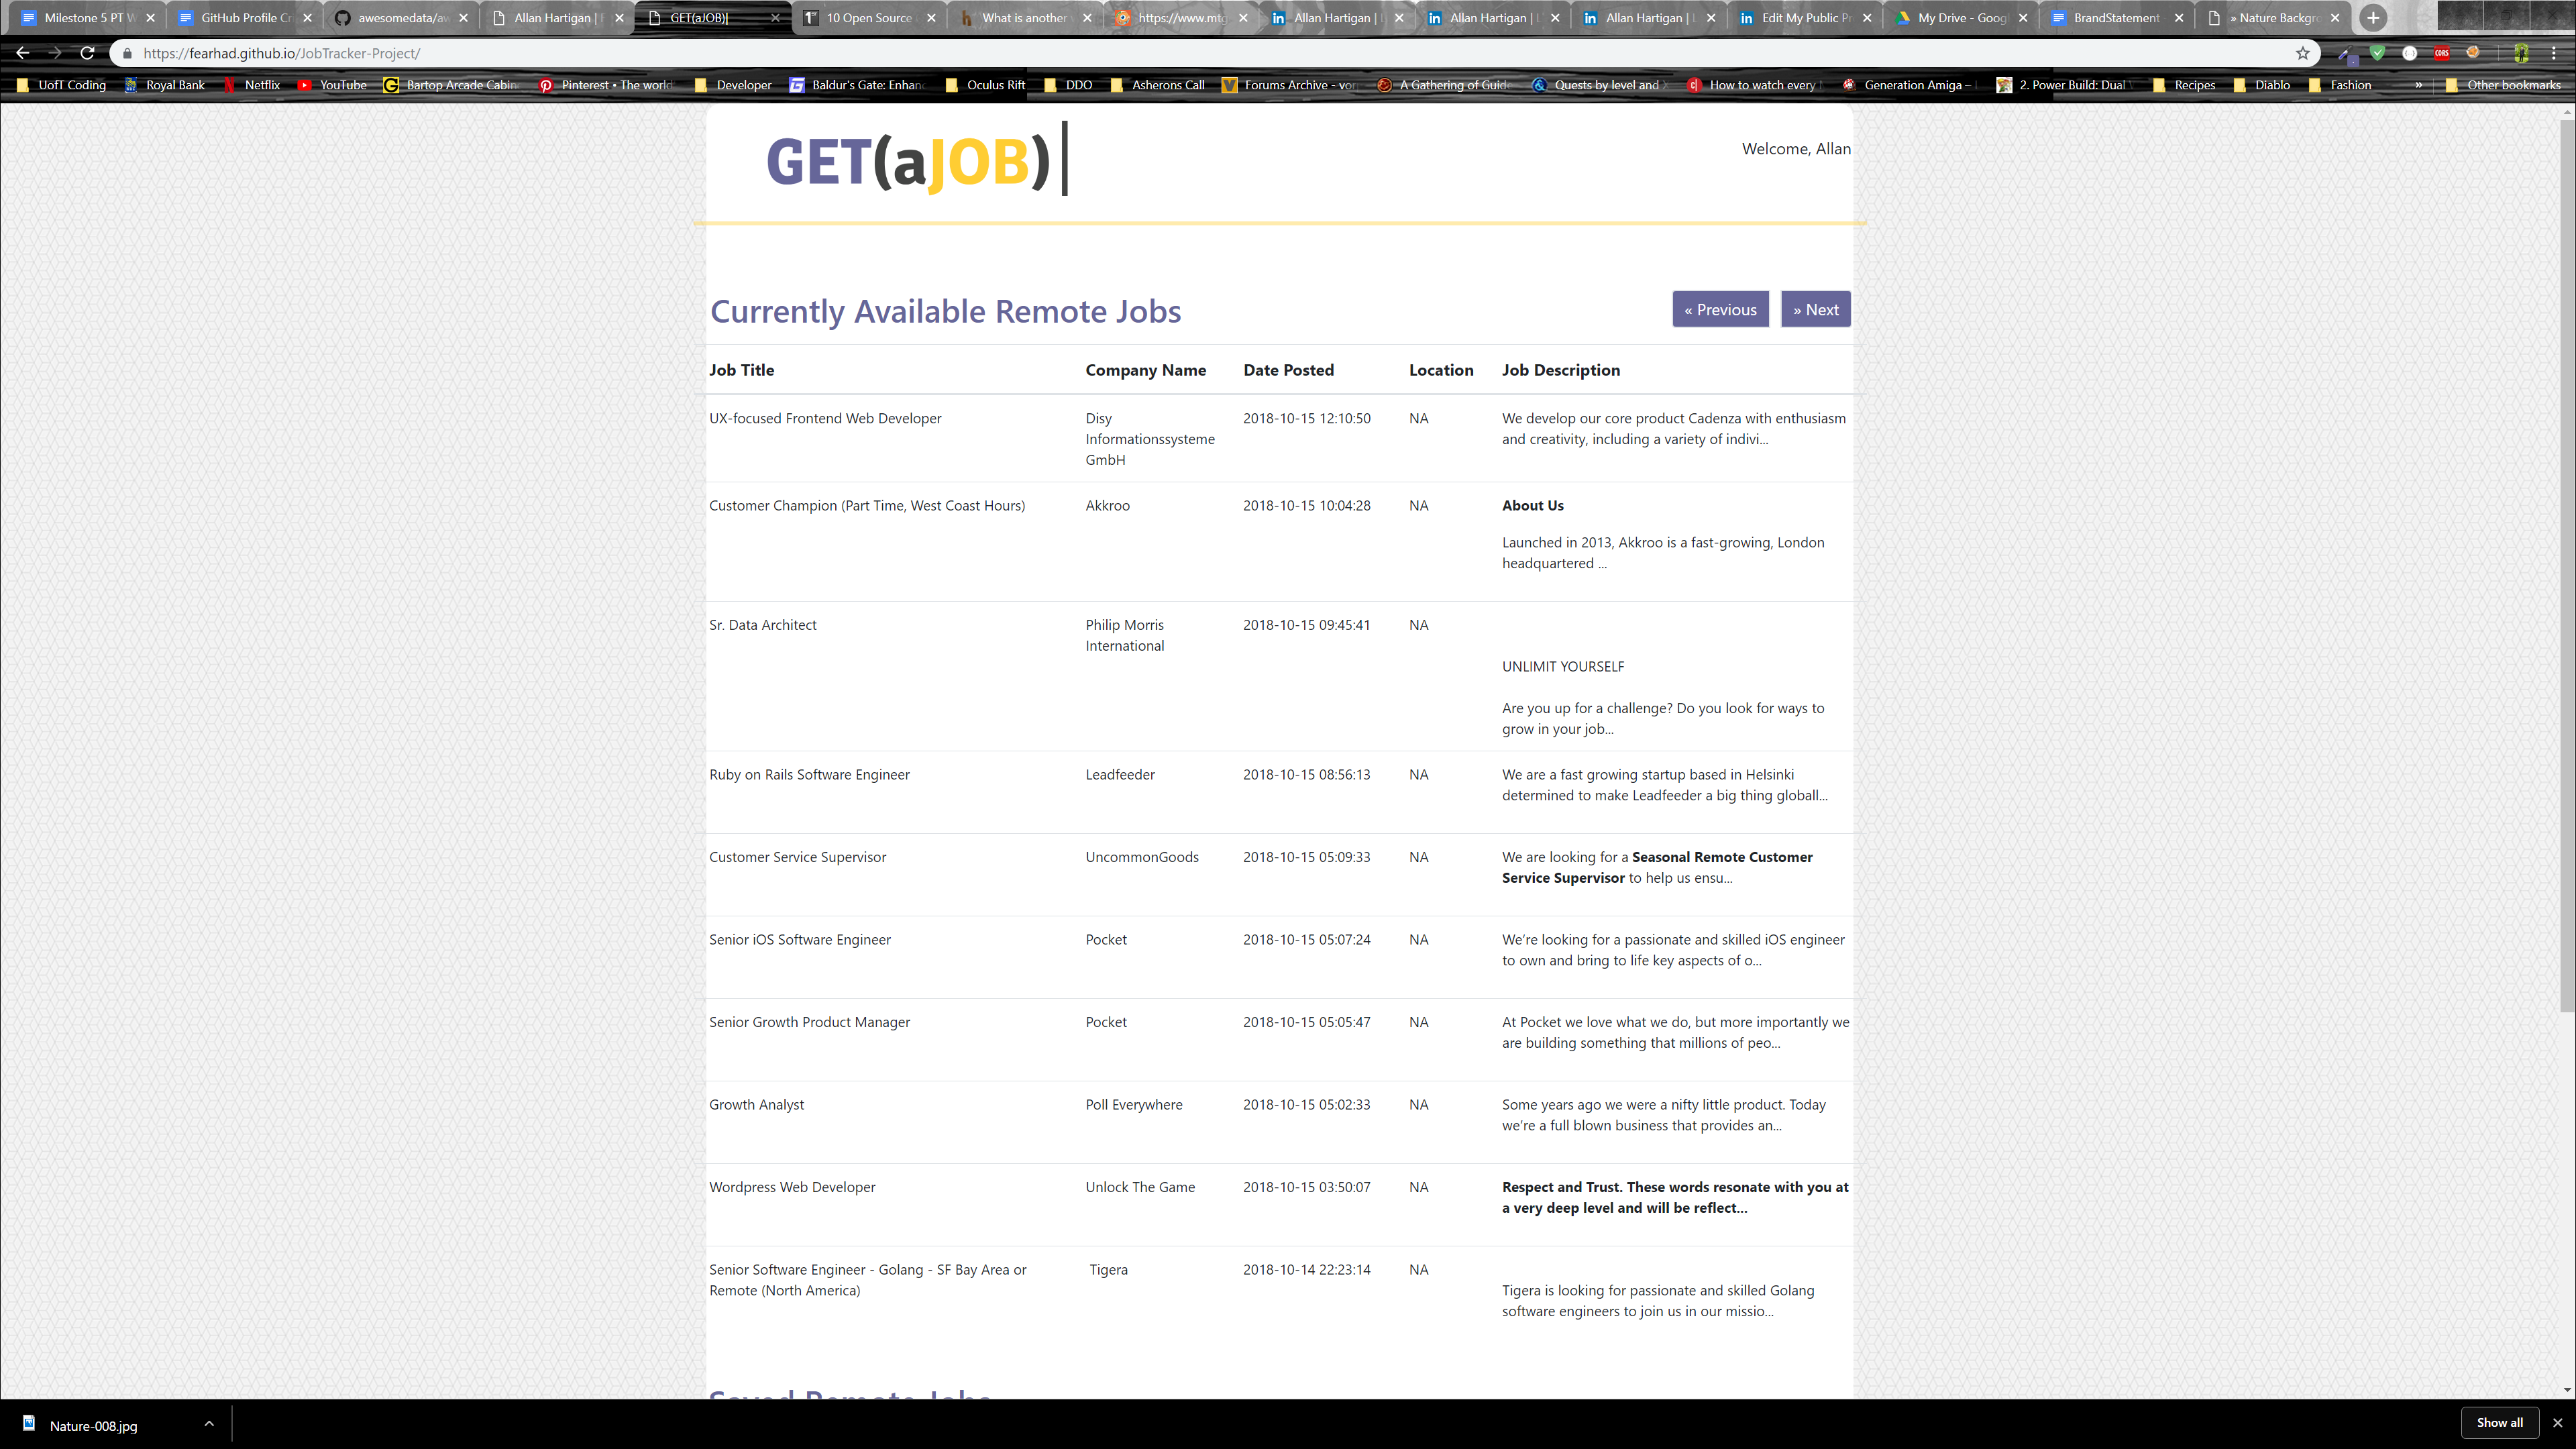 Milestone 5 PT W
GitHub Profile Cr
awesomedata/aw
Allan Hartigan | P
GET(aJOB)|
10 Open Source
What is another
https://www.mtg
Allan Hartigan |
Allan Hartigan |
Allan Hartigan |
Edit My Public Pr
My Drive - Goog
BrandStatement
» Nature Backgro
https://fearhad.github.io/JobTracker-Project/
CORS
UofT Coding
Royal Bank
Netflix
YouTube
Bartop Arcade Cabin
Pinterest • The world
Developer
Baldur's Gate: Enhan
Oculus Rift
DDO
Asherons Call
Forums Archive - vo
A Gathering of Guid
Quests by level and
How to watch every
Generation Amiga –
2. Power Build: Dual
Recipes
Diablo
Fashion
»
Other bookmarks
GET(aJOB)|
Welcome, Allan
Currently Available Remote Jobs
« Previous
» Next
Job Title Company Name Date Posted Location Job Description
UX-focused Frontend Web Developer
Disy
Informationssysteme
GmbH
2018-10-15 12:10:50
NA
We develop our core product Cadenza with enthusiasm
and creativity, including a variety of indivi...
Customer Champion (Part Time, West Coast Hours)
Akkroo
2018-10-15 10:04:28
NA
About Us
Launched in 2013, Akkroo is a fast-growing, London
headquartered ...
Sr. Data Architect
Philip Morris
International
2018-10-15 09:45:41
NA
UNLIMIT YOURSELF
Are you up for a challenge? Do you look for ways to
grow in your job...
Ruby on Rails Software Engineer
Leadfeeder
2018-10-15 08:56:13
NA
We are a fast growing startup based in Helsinki
determined to make Leadfeeder a big thing globall...
Customer Service Supervisor
UncommonGoods
2018-10-15 05:09:33
NA
We are looking for a Seasonal Remote Customer
Service Supervisor to help us ensu...
Senior iOS Software Engineer
Pocket
2018-10-15 05:07:24
NA
We’re looking for a passionate and skilled iOS engineer
to own and bring to life key aspects of o...
Senior Growth Product Manager
Pocket
2018-10-15 05:05:47
NA
At Pocket we love what we do, but more importantly we
are building something that millions of peo...
Growth Analyst
Poll Everywhere
2018-10-15 05:02:33
NA
Some years ago we were a nifty little product. Today
we’re a full blown business that provides an...
Wordpress Web Developer
Unlock The Game
2018-10-15 03:50:07
NA
Respect and Trust. These words resonate with you at
a very deep level and will be reflect...
Senior Software Engineer - Golang - SF Bay Area or
Remote (North America)
Tigera
2018-10-14 22:23:14
NA
Tigera is looking for passionate and skilled Golang
software engineers to join us in our missio...
Saved Remote Jobs
Nature-008.jpg
Show all